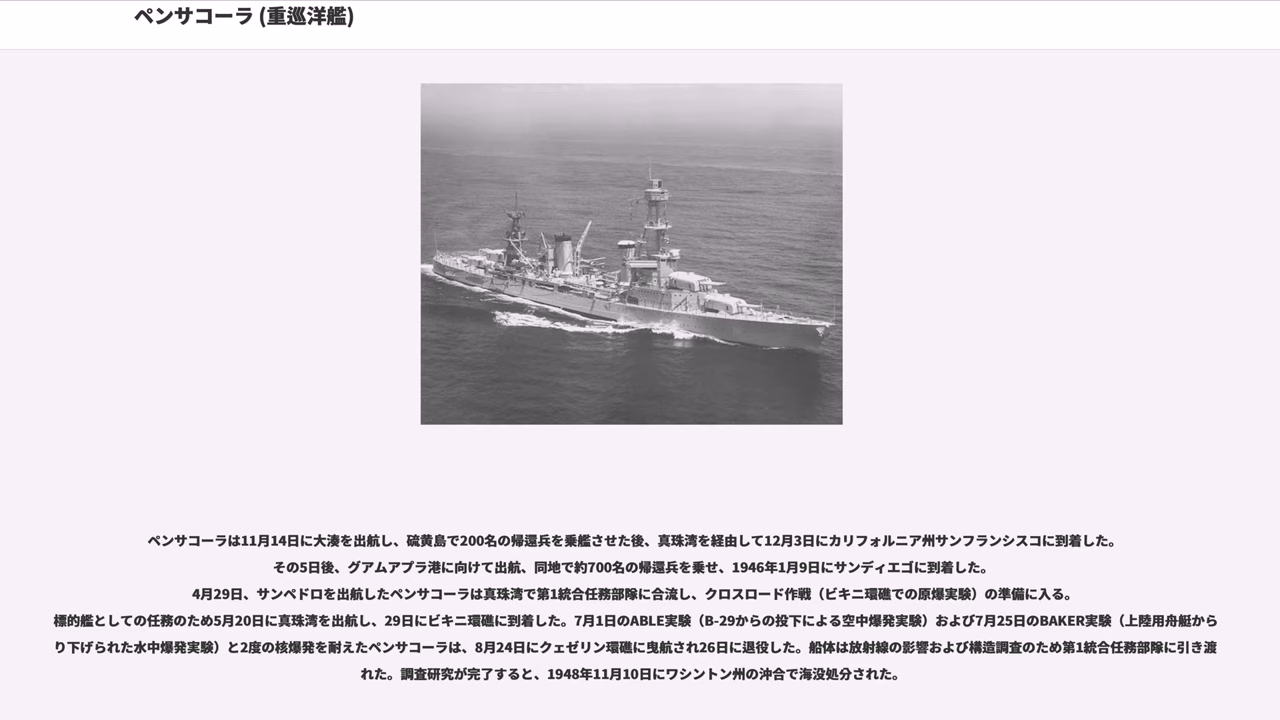 ペンサコーラ (重巡洋艦)
ペンサコーラは11月14日に大湊を出航し、硫黄島で200名の帰還兵を乗艦させた後、真珠湾を経由して12月3日にカリフォルニア州サンフランシスコに到着した。
その5日後、グアムアプラ港に向けて出航、同地で約700名の帰還兵を乗せ、1946年1月9日にサンディエゴに到着した。
4月29日、サンペドロを出航したペンサコーラは真珠湾で第1統合任務部隊に合流し、クロスロード作戦（ビキニ環礁での原爆実験）の準備に入る。
標的艦としての任務のため5月20日に真珠湾を出航し、29日にビキニ環礁に到着した。7月1日のABLE実験（B-29からの投下による空中爆発実験）および7月25日のBAKER実験（上陸用舟艇から
り下げられた水中爆発実験）と2度の核爆発を耐えたペンサコーラは、8月24日にクェゼリン環礁に曳航され26日に退役した。船体は放射線の影響および構造調査のため第1統合任務部隊に引き渡
れた。調査研究が完了すると、1948年11月10日にワシントン州の沖合で海没処分された。